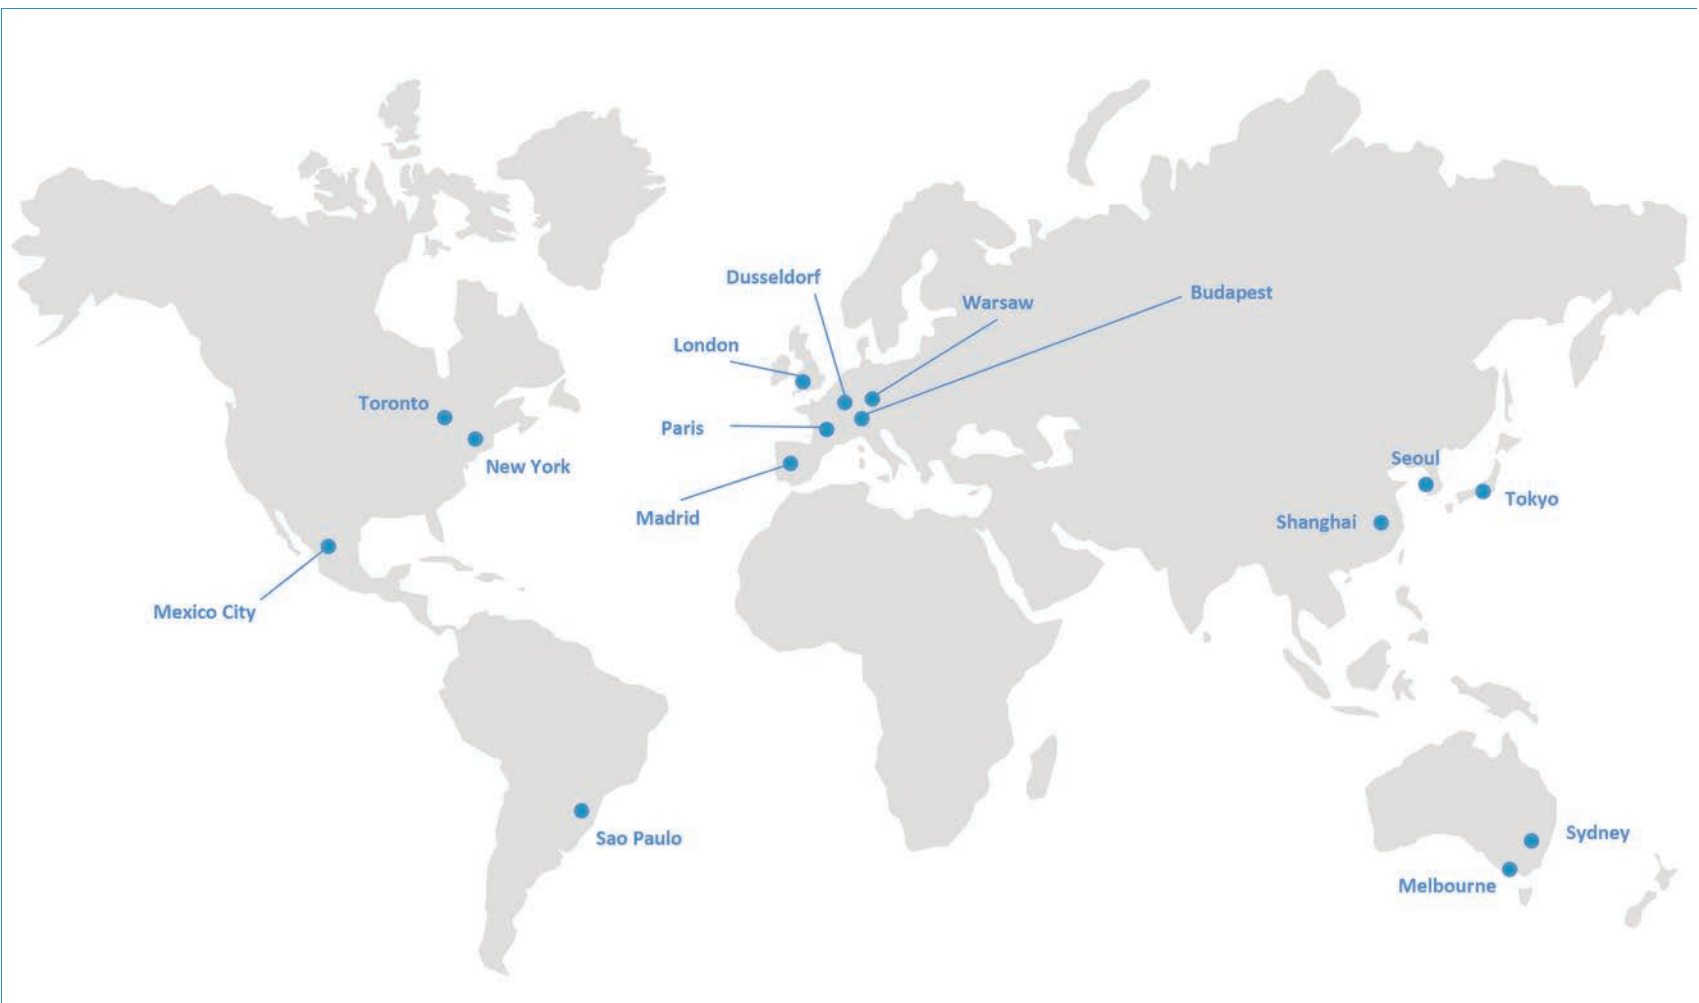 Dusseldorf
Budapest
Warsaw
London
Toronto
Paris
New York
Seoul
Tokyo
Madrid
Shanghai
Mexico City
Sao Paulo
Sydney
Melbourne